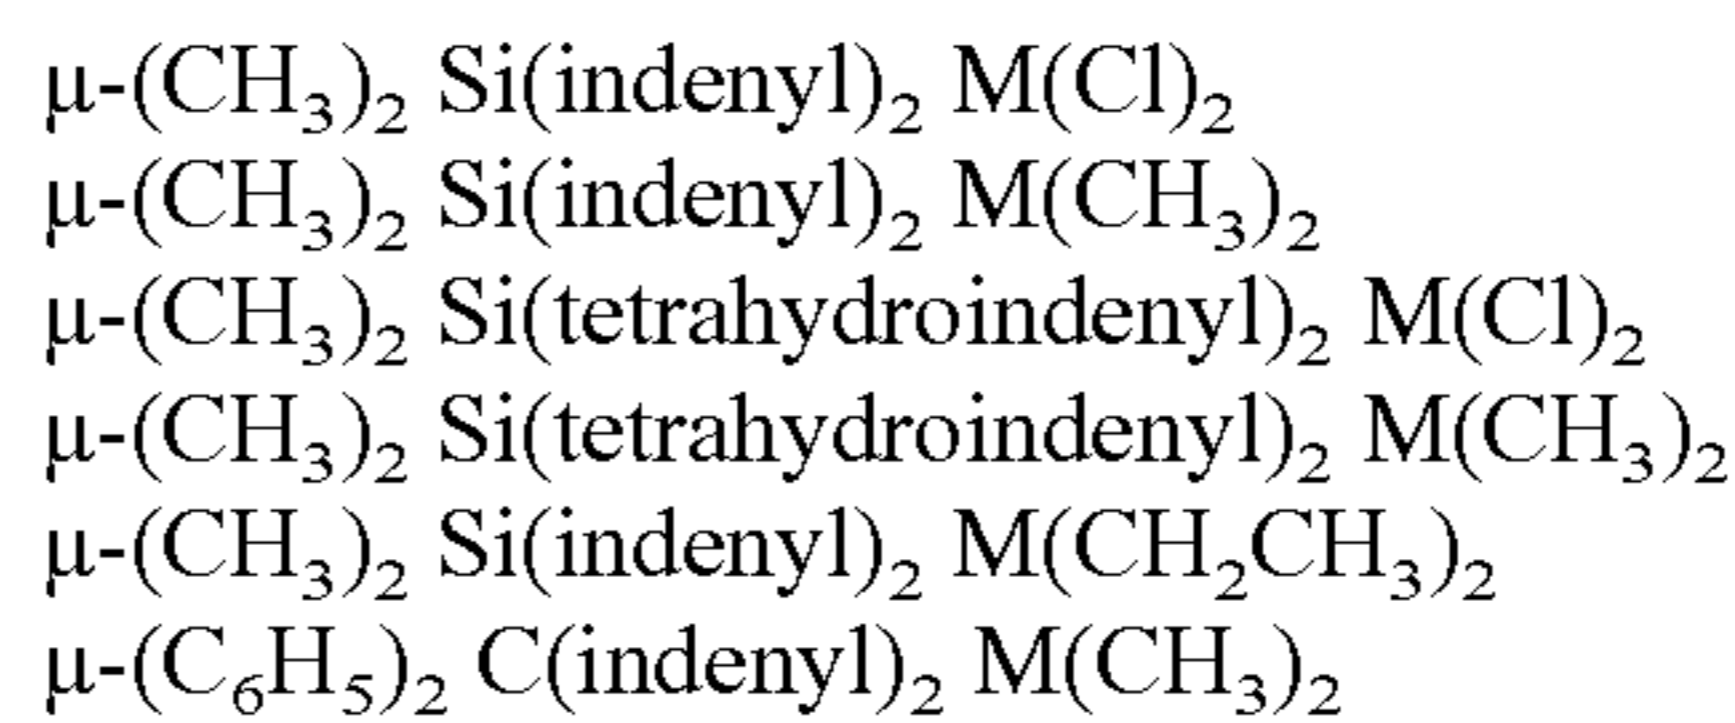 μ-(CH₃)₂ Si(indenyl)₂ M(Cl)₂
μ-(CH₃)₂ Si(indenyl)₂ M(CH₃)₂
μ-(CH₃)₂ Si(tetrahydroindenyl)₂ M(Cl)₂
μ-(CH₃)₂ Si(tetrahydroindenyl)₂ M(CH₃)₂
μ-(CH₃)₂ Si(indenyl)₂ M(CH₂CH₃)₂
μ-(C₆H₅)₂ C(indenyl)₂ M(CH₃)₂